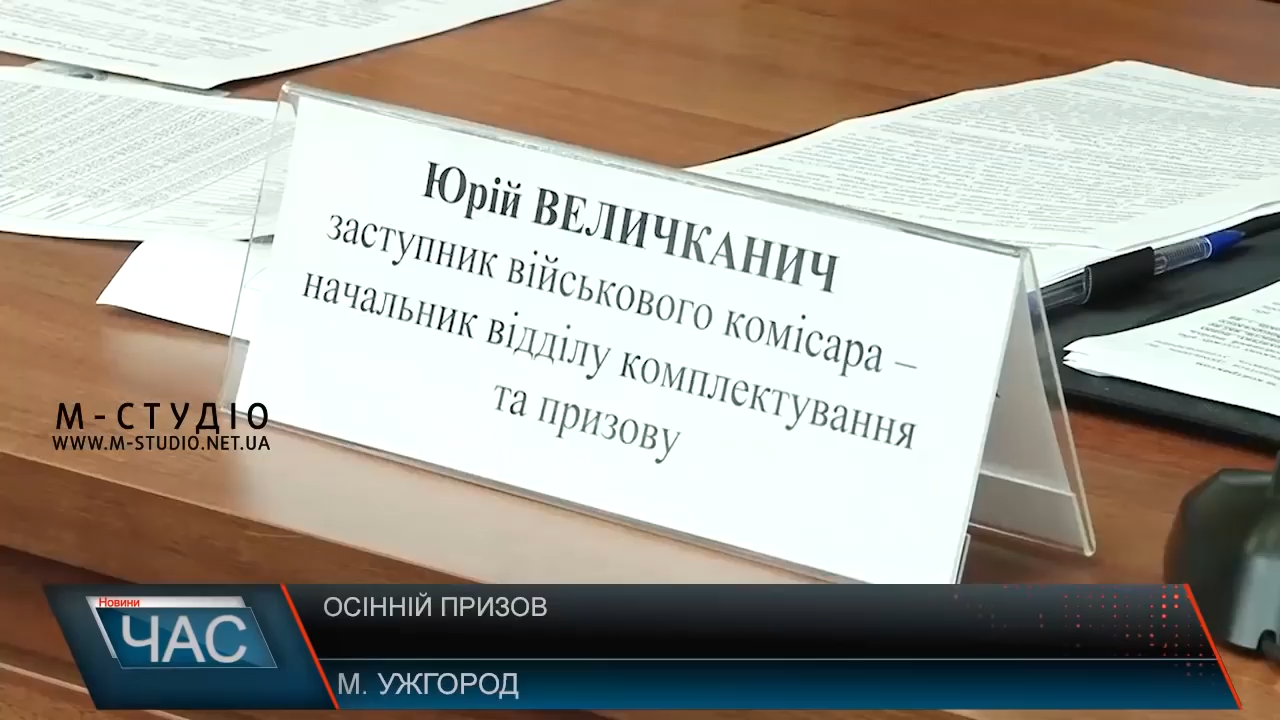 Юрій ВЕЛИЧКАНИЧ
заступник військового комісара –
начальник відділу комплектування
та призову
М-СТУДІО
WWW.M-STUDIO.NET.UA
Новини
ЧАС
ОСІННІЙ ПРИЗОВ
М. УЖГОРОД